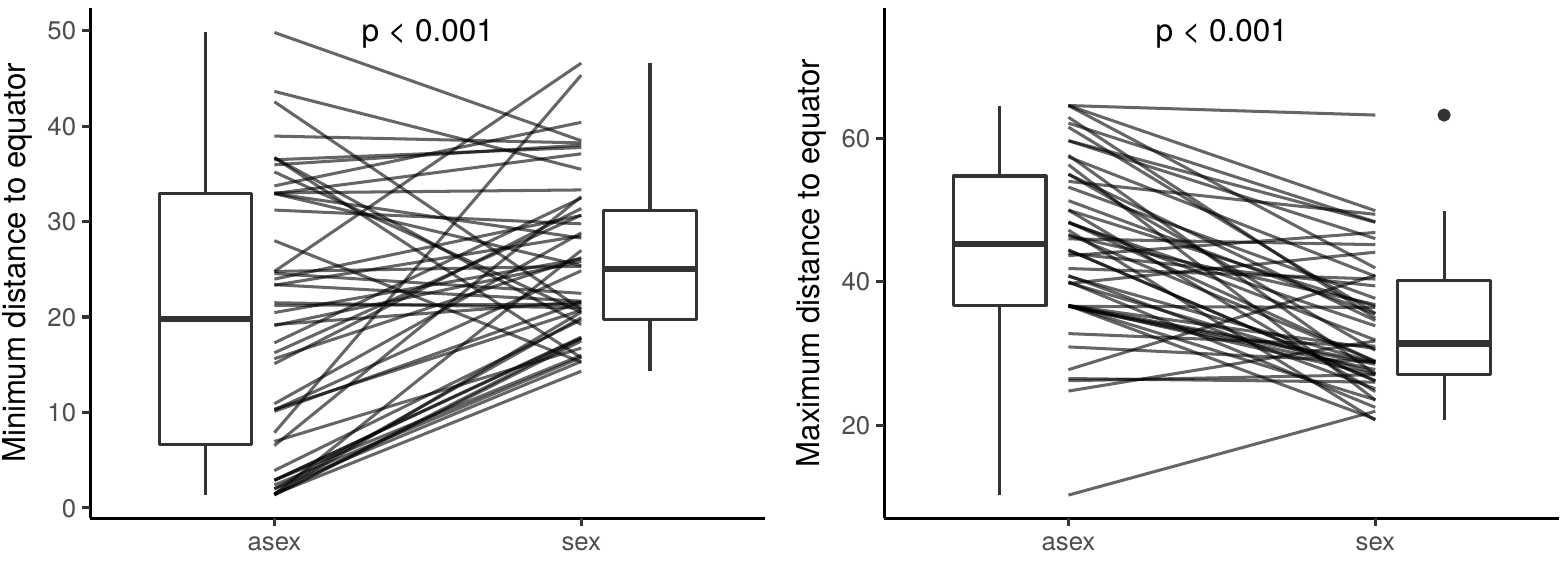 p < 0.001
Minimum distance to equator
50
40
30
20
10
0
asex
sex
p < 0.001
Maximum distance to equator
60
40
20
asex
sex